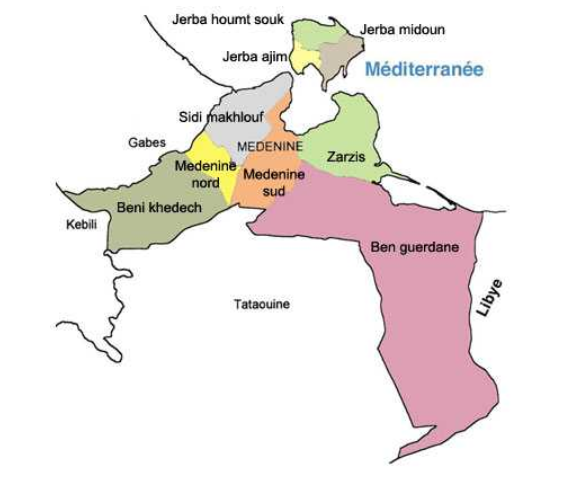 Jerba houmt souk
Jerba midoun
Jerba ajim
Méditerranée
Sidi makhlouf
Gabes
MEDENINE
Medenine
nord
Zarzis
Medenine
sud
Beni khedech
Kebili
Ben guerdane
Libye
Tataouine